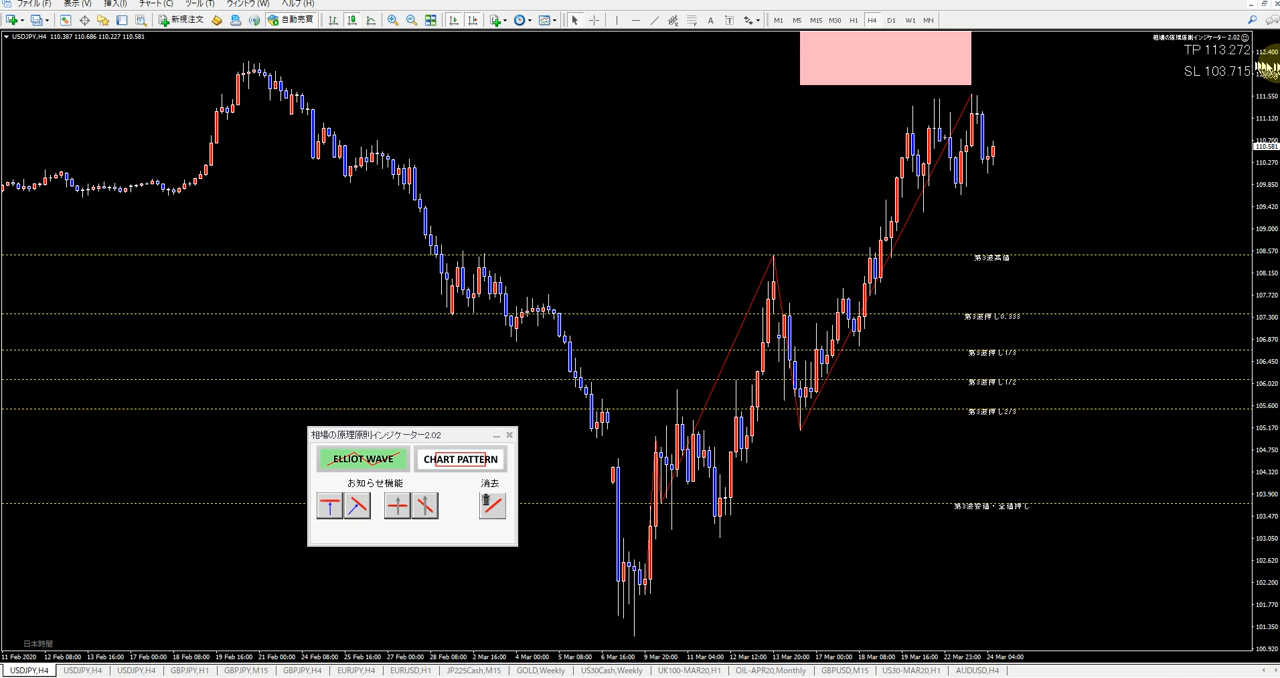 ファイル (F) 表示 (V) 挿入(I) チャート (C) ツール (T) ウィンドウ (W) ヘルプ (H)
新規注文 自動売買 A T M1 M5 M15 M30 H1 H4 D1 W1 MN
USDJPY,H4 110.387 110.686 110.227 110.581
相場の原理原則インジケーター 2.02
TP 113.272
SL 103.715
112.400
111.550
111.120
110.581
110.270
109.850
109.420
109.000
108.570
108.150
107.720
107.300
106.870
106.450
106.020
105.600
105.170
104.750
104.320
103.900
103.470
103.050
102.620
102.200
101.770
101.350
100.920
第3波高値
第3波押し0.333
第3波押し1/3
第3波押し1/2
第3波押し2/3
第3波安値・全値押し
相場の原理原則インジケーター2.02
ELLIOT WAVE CHART PATTERN
お知らせ機能 消去
日本時間
11 Feb 2020 12 Feb 08:00 13 Feb 16:00 17 Feb 00:00 18 Feb 08:00 19 Feb 16:00 21 Feb 00:00 24 Feb 08:00 25 Feb 16:00 27 Feb 00:00 28 Feb 08:00 2 Mar 16:00 4 Mar 00:00 5 Mar 08:00 6 Mar 16:00 9 Mar 20:00 11 Mar 04:00 12 Mar 12:00 13 Mar 20:00 17 Mar 00:00 18 Mar 08:00 19 Mar 16:00 22 Mar 23:00 24 Mar 04:00
USDJPY,H4 USDJPY,H4 USDJPY,H4 GBPJPY,H1 GBPJPY,M15 GBPJPY,H4 EURJPY,H4 EURUSD,H1 JP225Cash,M15 GOLD,Weekly US30Cash,Weekly UK100-MAR20,H1 OIL-APR20,Monthly GBPUSD,M15 US30-MAR20,H1 AUDUSD,H4